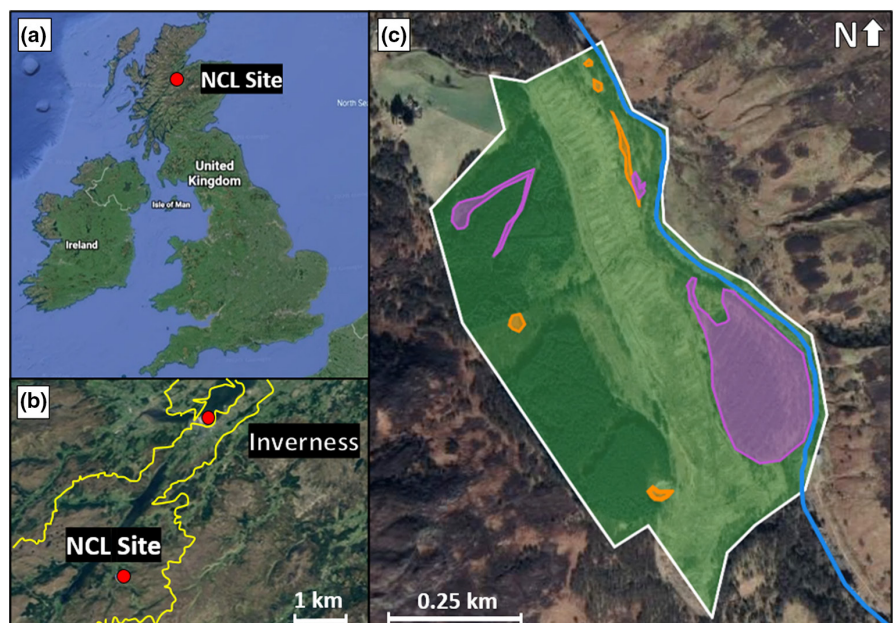 (a)
NCL Site
North Se
United
Kingdom
Isle of Man
Ireland
(b)
Inverness
NCL Site
1 km
(c)
N
0.25 km